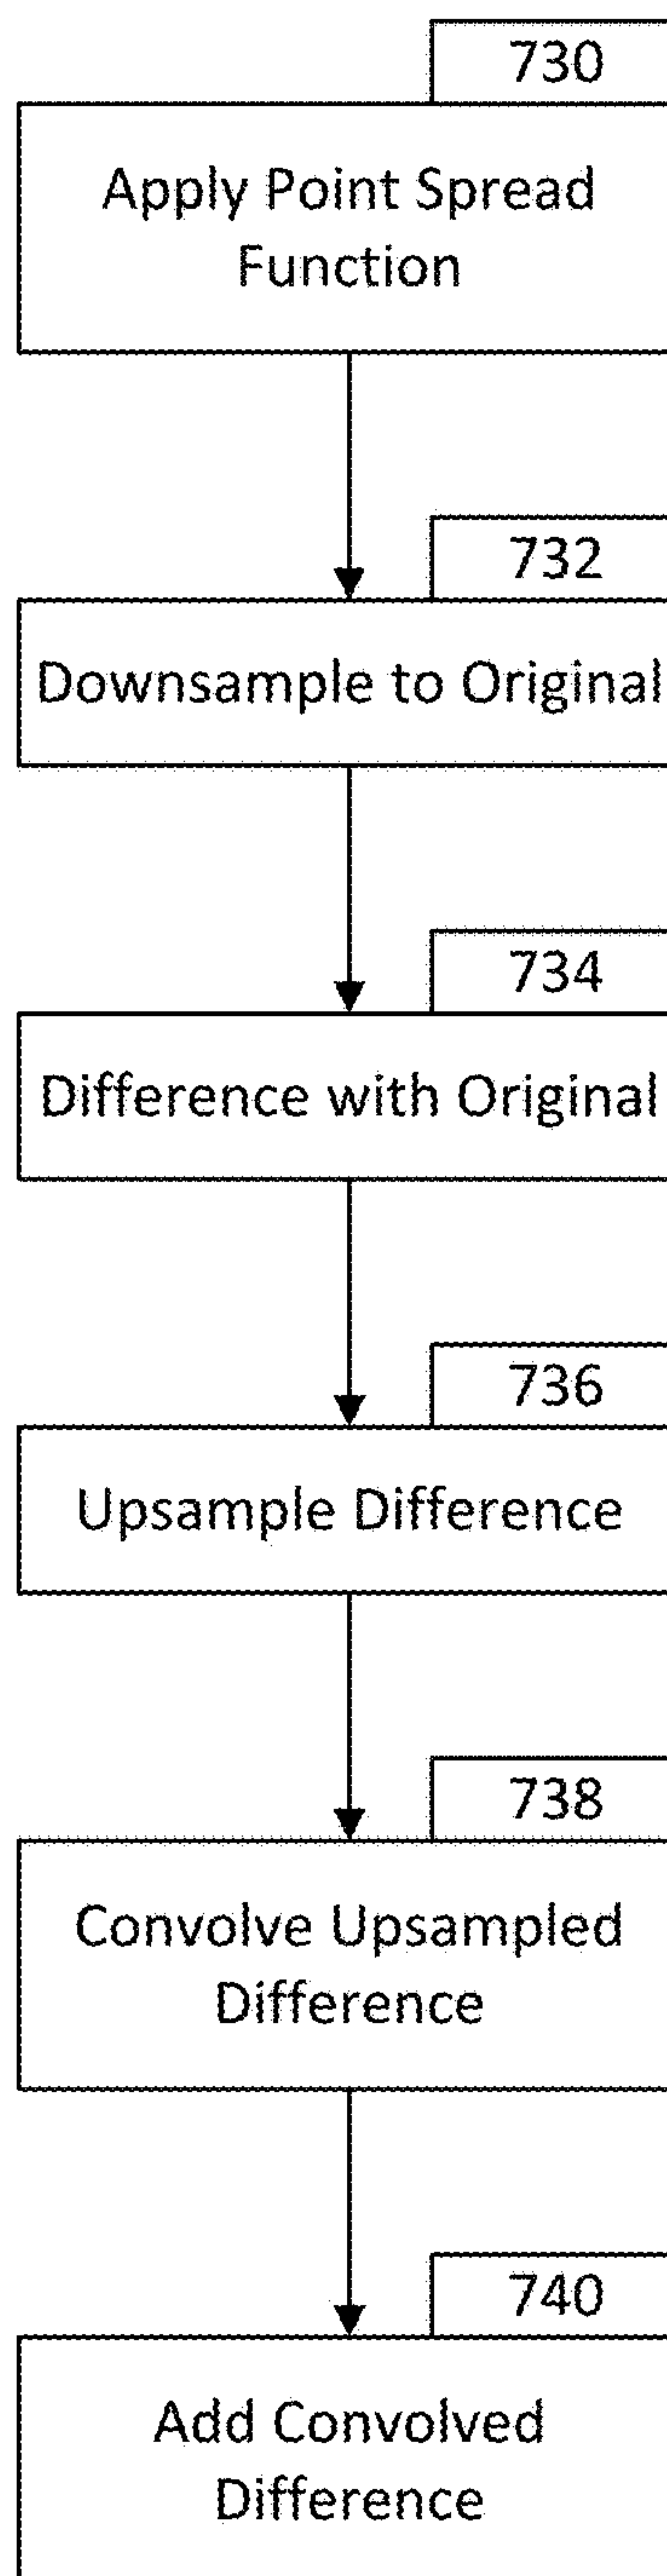 730
Apply Point Spread
Function
732
Downsample to Original
734
Difference with Original
736
Upsample Difference
738
Convolve Upsampled
Difference
740
Add Convolved
Difference